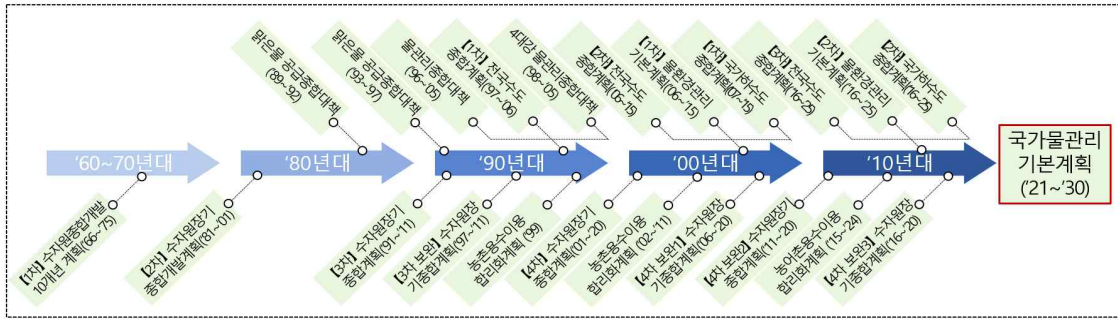 맑은물 공급종합대책
(89~92)
맑은물 공급종합대책
(93~97)
물관리종합대책
(96~05)
【1차】 전국수도
종합계획(97~06)
4대강 물관리종합대책
(98~05)
【2차】 전국수도
종합계획(06~15)
【1차】 물환경관리
기본계획('06~'15)
【1차】 국가하수도
종합계획(07~15)
【3차】 전국수도
종합계획(16~25)
【2차】 물환경관리
기본계획('16~25)
【2차】 국가하수도
종합계획(16~25)
'60~70년대
'80년대
'90년대
'00년대
'10년대
국가물관리
기본계획
('21~'30)
【1차】 수자원종합개발
10개년 계획(66~75)
【2차】 수자원장기
종합개발계획(81~01)
【3차】 수자원장기
종합계획(91~11)
【3차 보완】 수자원장
기종합계획(97~11)
농촌용수이용
합리화계획('99)
【4차】 수자원장기
종합계획(01~20)
농촌용수이용
합리화계획('02~11)
【4차 보완1】 수자원장
기종합계획(06~20)
【4차 보완2】 수자원장기
종합계획(11~20)
농어촌용수이용
합리화계획('15~24)
【4차 보완3】 수자원장
기종합계획(16~20)